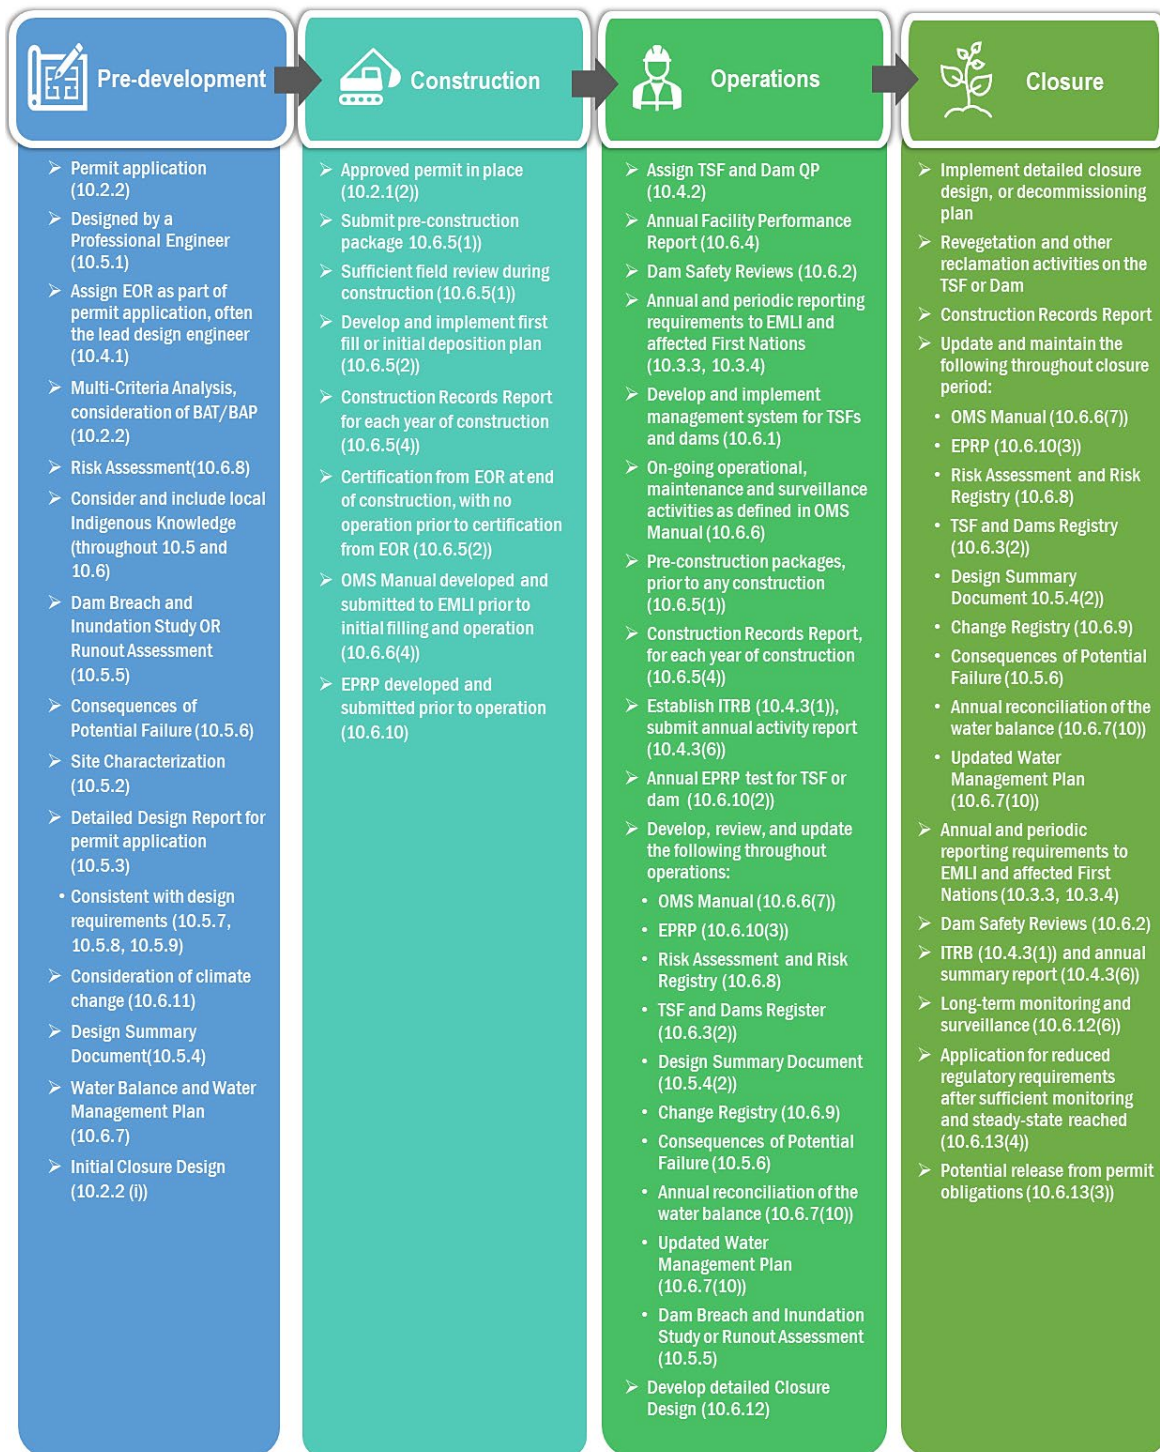 Pre-development
Permit application
(10.2.2)
Designed by a
Professional Engineer
(10.5.1)
Assign EOR as part of
permit application, often
the lead design engineer
(10.4.1)
Multi-Criteria Analysis,
consideration of BAT/BAP
(10.2.2)
Risk Assessment(10.6.8)
Consider and include local
Indigenous Knowledge
(throughout 10.5 and
10.6)
Dam Breach and
Inundation Study OR
Runout Assessment
(10.5.5)
Consequences of
Potential Failure (10.5.6)
Site Characterization
(10.5.2)
Detailed Design Report for
permit application
(10.5.3)
• Consistent with design
requirements (10.5.7,
10.5.8, 10.5.9)
Consideration of climate
change (10.6.11)
Design Summary
Document(10.5.4)
Water Balance and Water
Management Plan
(10.6.7)
Initial Closure Design
(10.2.2 (i))
Construction
Approved permit in place
(10.2.1(2))
Submit pre-construction
package 10.6.5(1))
Sufficient field review during
construction (10.6.5(1))
Develop and implement first
fill or initial deposition plan
(10.6.5(2))
Construction Records Report
for each year of construction
(10.6.5(4))
Certification from EOR at end
of construction, with no
operation prior to certification
from EOR (10.6.5(2))
OMS Manual developed and
submitted to EMLI prior to
initial filling and operation
(10.6.6(4))
EPRP developed and
submitted prior to operation
(10.6.10)
Operations
Assign TSF and Dam QP
(10.4.2)
Annual Facility Performance
Report (10.6.4)
Dam Safety Reviews (10.6.2)
Annual and periodic reporting
requirements to EMLI and
affected First Nations
(10.3.3, 10.3.4)
Develop and implement
management system for TSFs
and dams (10.6.1)
On-going operational,
maintenance and surveillance
activities as defined in OMS
Manual (10.6.6)
Pre-construction packages,
prior to any construction
(10.6.5(1))
Construction Records Report,
for each year of construction
(10.6.5(4))
Establish ITRB (10.4.3(1)),
submit annual activity report
(10.4.3(6))
Annual EPRP test for TSF or
dam (10.6.10(2))
Develop, review, and update
the following throughout
operations:
• OMS Manual (10.6.6(7))
• EPRP (10.6.10(3))
• Risk Assessment and Risk
Registry (10.6.8)
• TSF and Dams Register
(10.6.3(2))
• Design Summary Document
(10.5.4(2))
• Change Registry (10.6.9)
• Consequences of Potential
Failure (10.5.6)
• Annual reconciliation of the
water balance (10.6.7(10))
• Updated Water
Management Plan
(10.6.7(10))
• Dam Breach and Inundation
Study or Runout Assessment
(10.5.5)
Develop detailed Closure
Design (10.6.12)
Closure
Implement detailed closure
design, or decommissioning
plan
Revegetation and other
reclamation activities on the
TSF or Dam
Construction Records Report
Update and maintain the
following throughout closure
period:
• OMS Manual (10.6.6(7))
• EPRP (10.6.10(3))
• Risk Assessment and Risk
Registry (10.6.8)
• TSF and Dams Registry
(10.6.3(2))
• Design Summary
Document 10.5.4(2))
• Change Registry (10.6.9)
• Consequences of Potential
Failure (10.5.6)
• Annual reconciliation of the
water balance (10.6.7(10))
• Updated Water
Management Plan
(10.6.7(10))
Annual and periodic
reporting requirements to
EMLI and affected First
Nations (10.3.3, 10.3.4)
Dam Safety Reviews (10.6.2)
ITRB (10.4.3(1)) and annual
summary report (10.4.3(6))
Long-term monitoring and
surveillance (10.6.12(6))
Application for reduced
regulatory requirements
after sufficient monitoring
and steady-state reached
(10.6.13(4))
Potential release from permit
obligations (10.6.13(3))